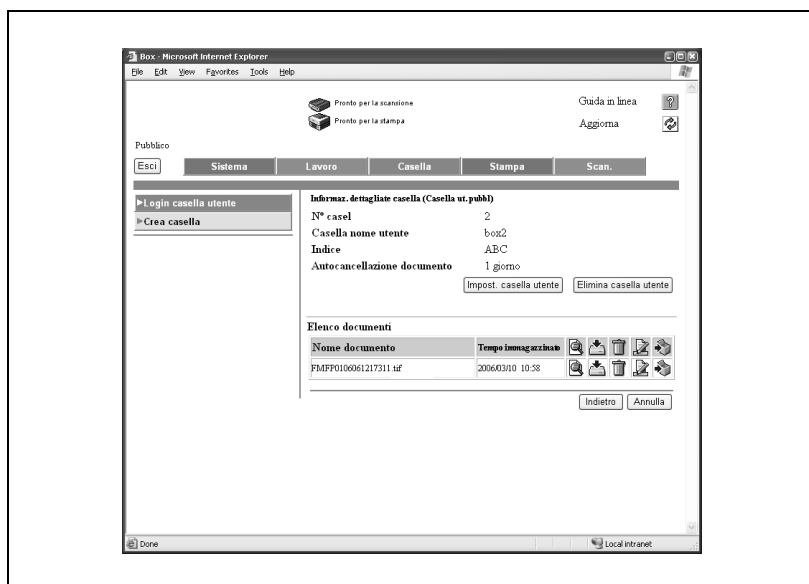 Box - Microsoft Internet Explorer
File Edit View Favorites Tools Help
Pronto per la scansione
Pronto per la stampa
Guida in linea
?
Aggiorna
Pubblico
Esci
Sistema Lavoro Casella Stampa Scan.
Login casella utente
Crea casella
Informaz. dettagliate casella (Casella ut. pubbl)
N° casel 2
Casella nome utente box2
Indice ABC
Autocancellazione documento 1 giorno
Impost. casella utente Elimina casella utente
Elenco documenti
Nome documento Tempo immagazzinato
FMFP0106061217311.tif 2006/03/10 10:58
Indietro Annulla
Done Local intranet